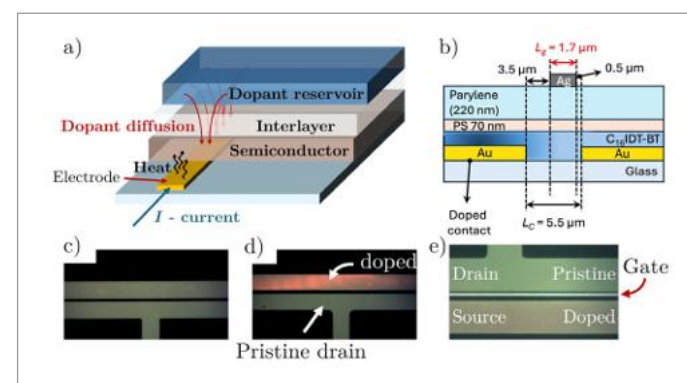 a)
Dopant reservoir
Dopant diffusion
Interlayer
Heat
Semiconductor
Electrode
I - current
b)
Lg = 1.7 µm
3.5 µm
0.5 µm
Ag
Parylene
(220 nm)
PS 70 nm
C16IDT-BT
Au
Au
Glass
Doped
contact
LC = 5.5 µm
c)
d)
doped
Pristine drain
e)
Gate
Drain
Pristine
Source
Doped